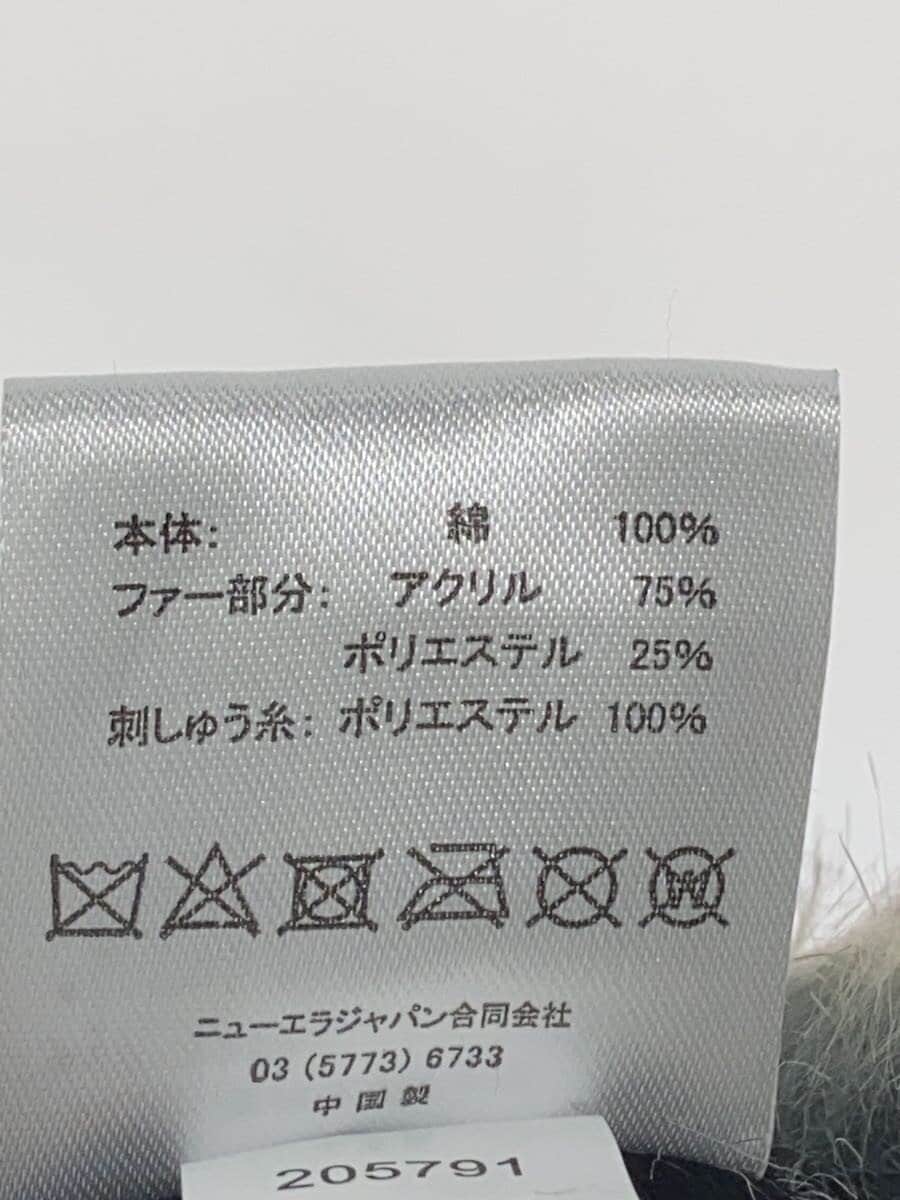 本体: 綿 100%
ファー部分: アクリル 75%
ポリエステル 25%
刺しゅう糸: ポリエステル 100%
W
ニューエラジャパン合同会社
03 (5773) 6733
中国製
205791